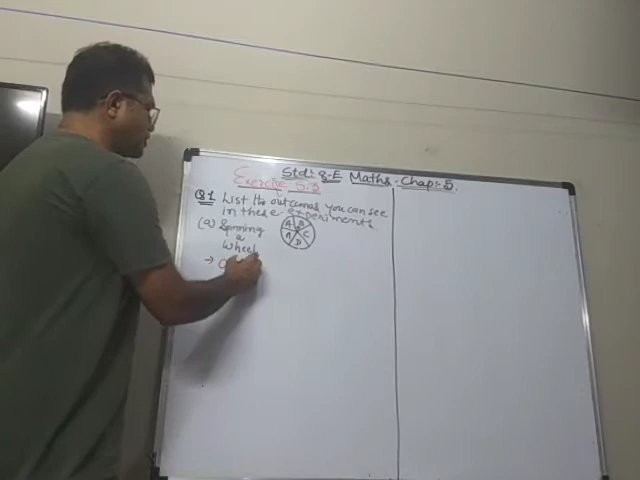 Std: 8-E Maths Chap: 5.
Exercise 5.3
Q.1 List the outcomes you can see
in these experiments.
(a) Spinning
a
Wheel
A B
A C
D
→